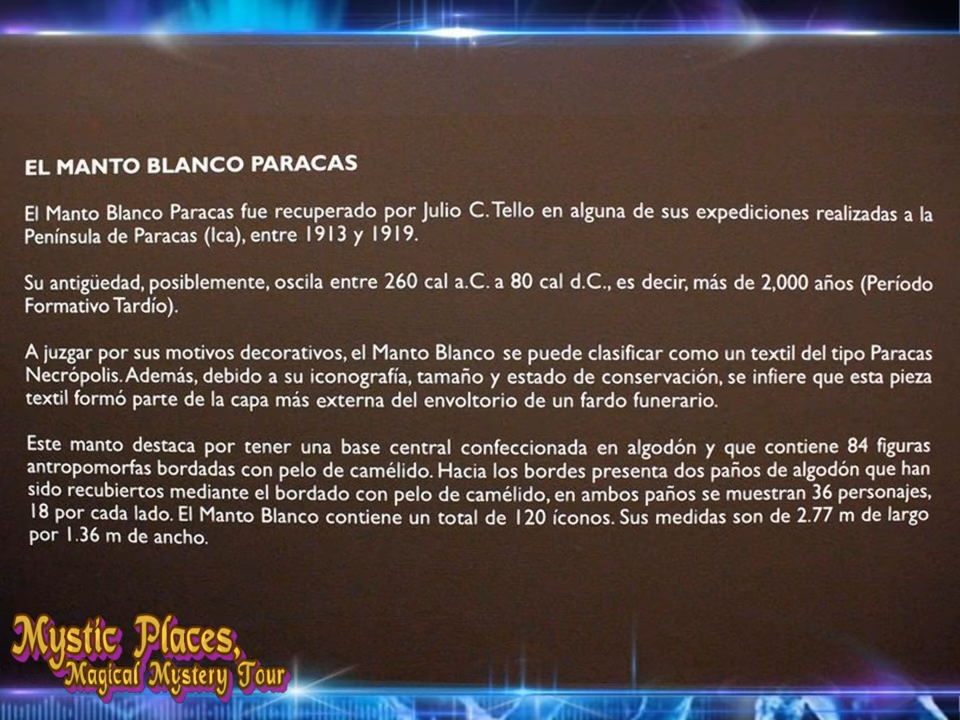 EL MANTO BLANCO PARACAS
El Manto Blanco Paracas fue recuperado por Julio C. Tello en alguna de sus expediciones realizadas a la
Península de Paracas (Ica), entre 1913 y 1919.
Su antigüedad, posiblemente, oscila entre 260 cal a.C. a 80 cal d.C., es decir, más de 2,000 años (Período
Formativo Tardío).
A juzgar por sus motivos decorativos, el Manto Blanco se puede clasificar como un textil del tipo Paracas
Necrópolis. Además, debido a su iconografía, tamaño y estado de conservación, se infiere que esta pieza
textil formó parte de la capa más externa del envoltorio de un fardo funerario.
Este manto destaca por tener una base central confeccionada en algodón y que contiene 84 figuras
antropomorfas bordadas con pelo de camélido. Hacia los bordes presenta dos paños de algodón que han
sido recubiertos mediante el bordado con pelo de camélido, en ambos paños se muestran 36 personajes,
18 por cada lado. El Manto Blanco contiene un total de 120 íconos. Sus medidas son de 2.77 m de largo
por 1.36 m de ancho.
Mystic Places,
Magical Mystery Tour